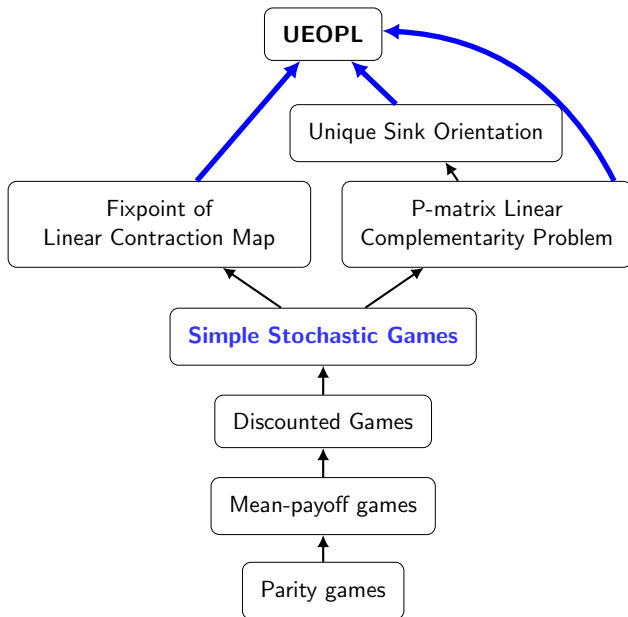 UEOPL
Unique Sink Orientation
Fixpoint of
Linear Contraction Map
P-matrix Linear
Complementarity Problem
Simple Stochastic Games
Discounted Games
Mean-payoff games
Parity games